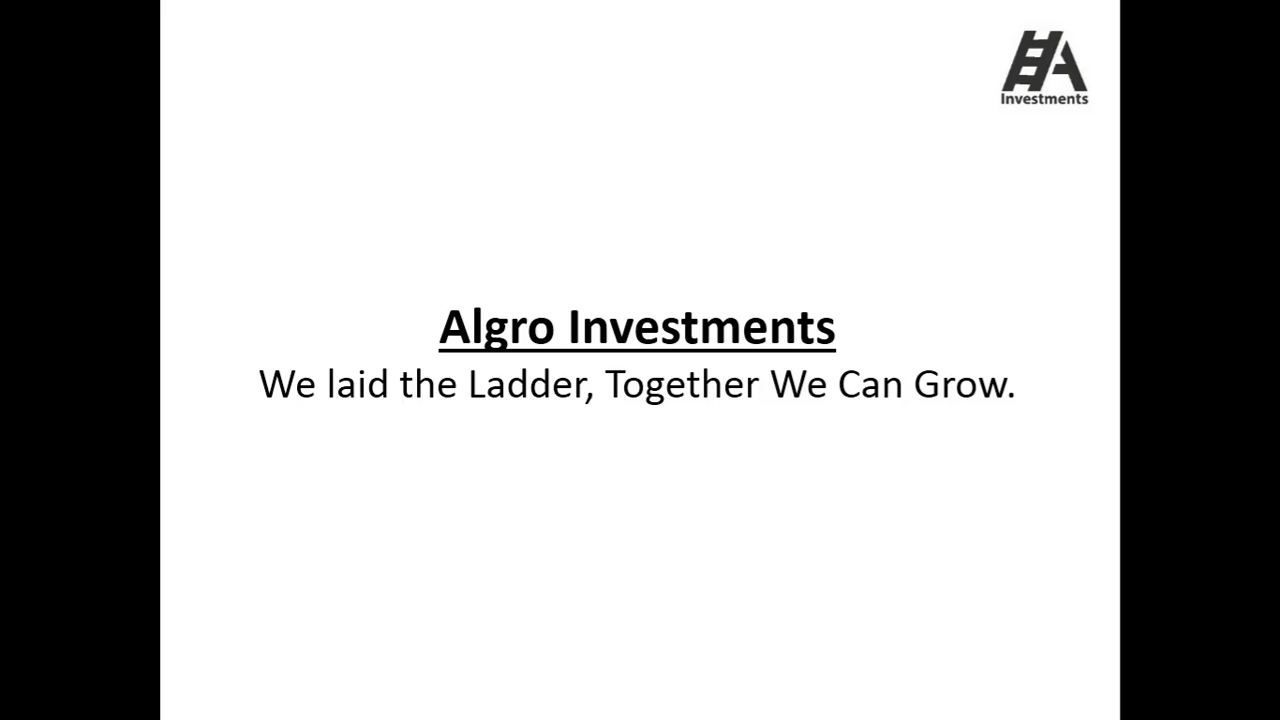 Investments
Algro Investments
We laid the Ladder, Together We Can Grow.